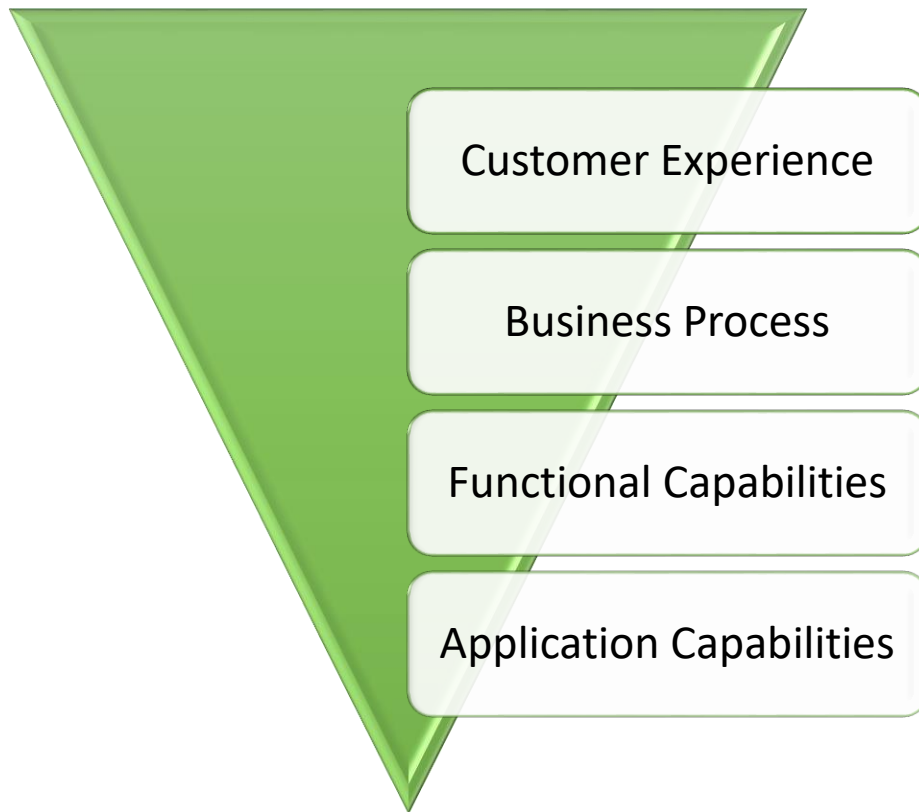 Customer Experience
Business Process
Functional Capabilities
Application Capabilities